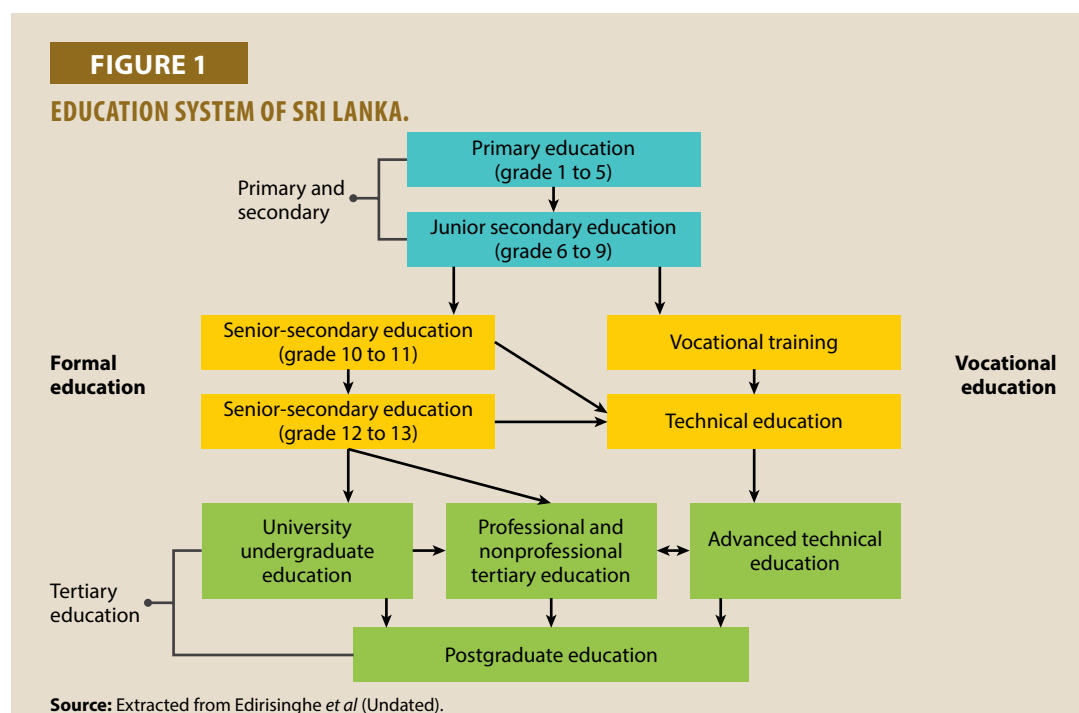 FIGURE 1
EDUCATION SYSTEM OF SRI LANKA.
Primary education
(grade 1 to 5)
Primary and
secondary
Junior secondary education
(grade 6 to 9)
Senior-secondary education
(grade 10 to 11)
Vocational training
Formal
education
Vocational
education
Senior-secondary education
(grade 12 to 13)
Technical education
University
undergraduate
education
Professional and
nonprofessional
tertiary education
Advanced technical
education
Tertiary
education
Postgraduate education
Source: Extracted from Edirisinghe et al (Undated).